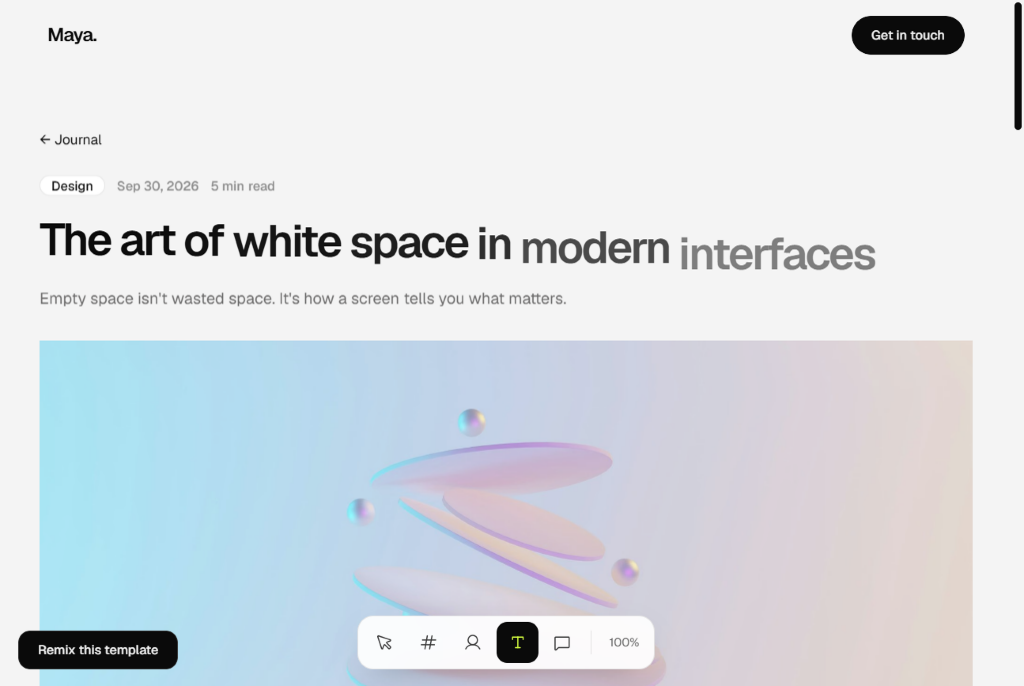 Maya.
Get in touch
← Journal
Design Sep 30, 2026 5 min read
The art of white space in modern interfaces
Empty space isn't wasted space. It's how a screen tells you what matters.
Remix this template
T
100%